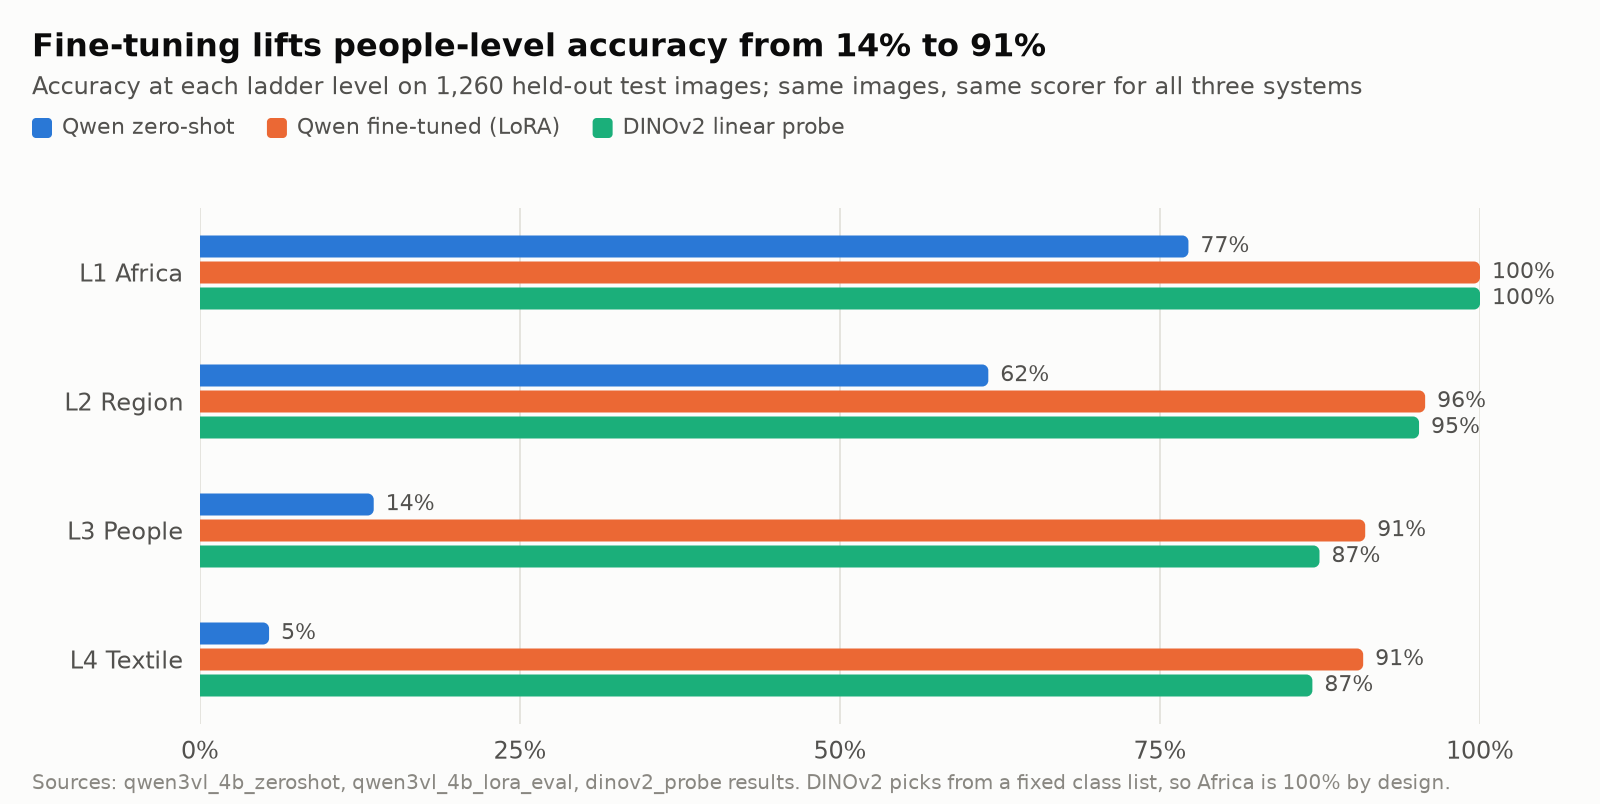 Fine-tuning lifts people-level accuracy from 14% to 91%
Accuracy at each ladder level on 1,260 held-out test images; same images, same scorer for all three systems
Qwen zero-shot Qwen fine-tuned (LoRA) DINOv2 linear probe
77%
L1 Africa 100%
100%
62%
L2 Region 96%
95%
14%
L3 People 91%
87%
5%
L4 Textile 91%
87%
0% 25% 50% 75% 100%
Sources: qwen3vl_4b_zeroshot, qwen3vl_4b_lora_eval, dinov2_probe results. DINOv2 picks from a fixed class list, so Africa is 100% by design.